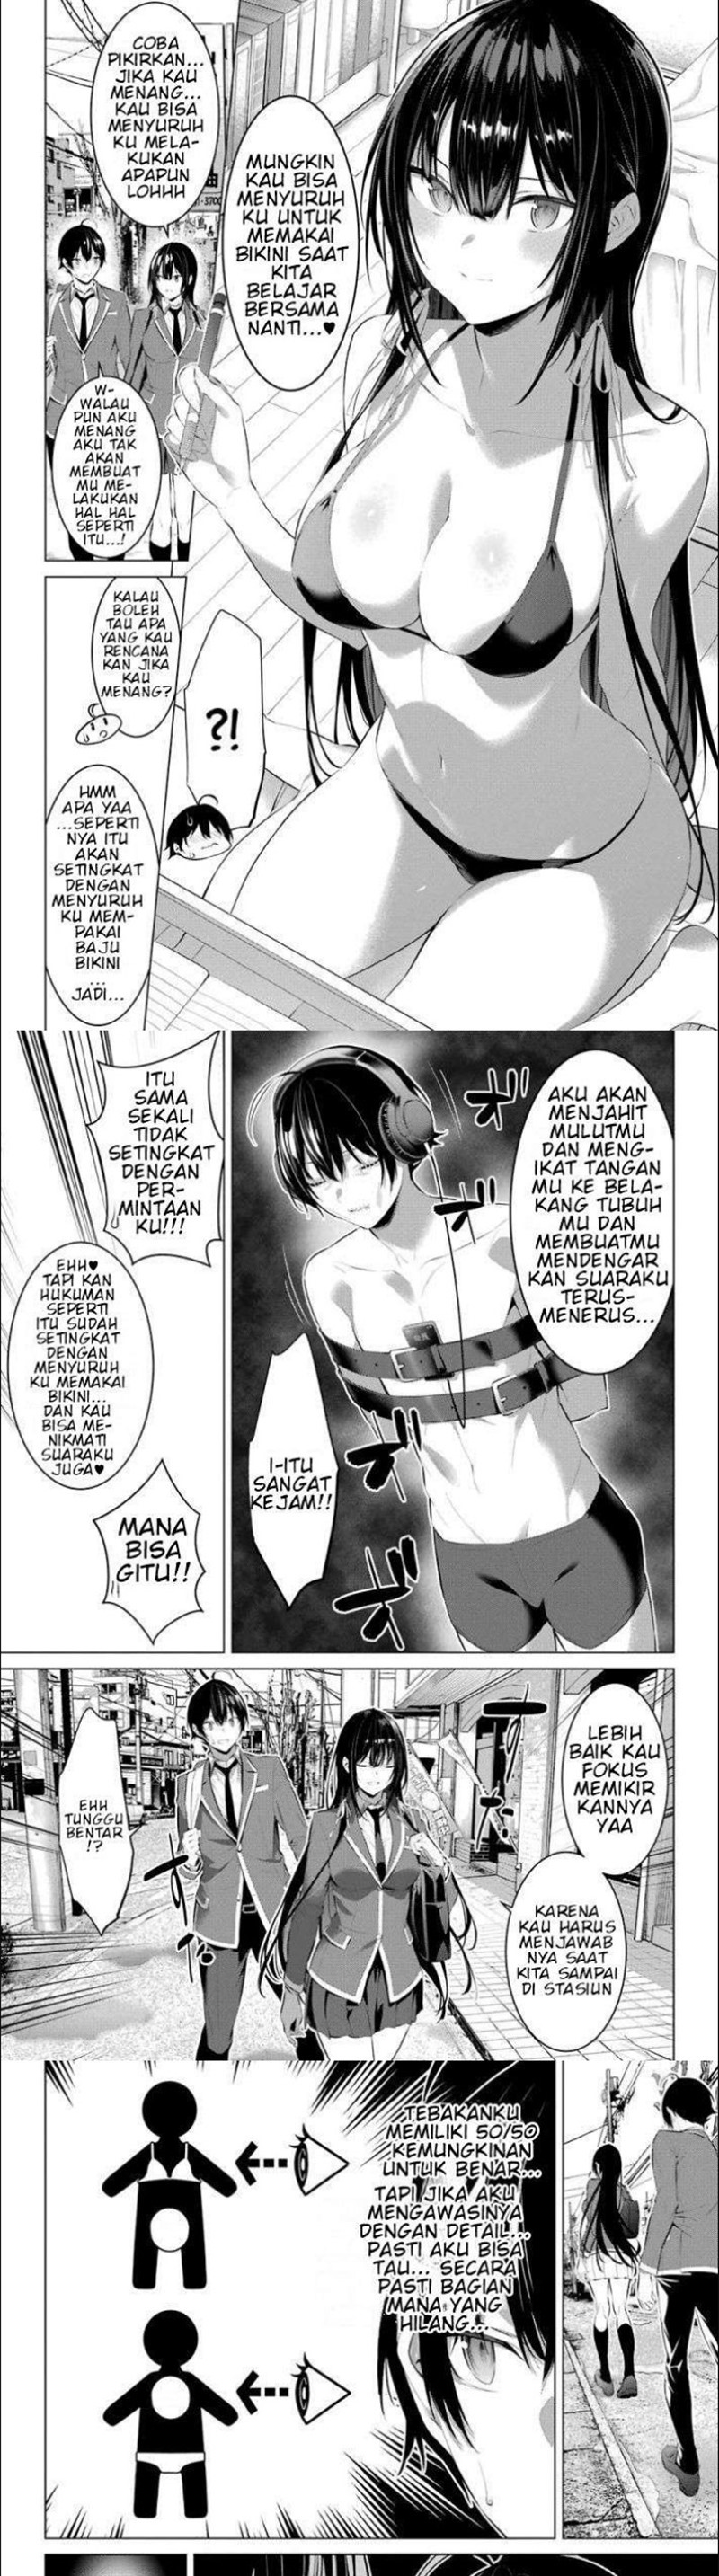 COBA
PIKIRKAN...
JIKA KAU
MENANG...
KAU BISA
MENYURUH
KU MELA-
KUKAN
APAPUN
LOHHH
MUNGKIN
KAU BISA
MENYURUH
KU UNTUK
MEMAKAI
BIKINI SAAT
KITA
BELAJAR
BERSAMA
NANTI...♥
-3700
W-
WALAU
PUN AKU
MENANG
AKU TAK
AKAN
MEMBUAT
MU ME-
LAKUKAN
HAL HAL
SEPERTI
ITU...!
KALAU
BOLEH
TAU APA
YANG KAU
RENCANA
KAN JIKA
KAU
MENANG?
?!
HMM
APA YAA
...SEPERTI
NYA ITU
AKAN
SETINGKAT
DENGAN
MENYURUH
KU MEM-
PAKAI
BAJU
BIKINI
...
JADI...
AKU AKAN
MENJAHIT
MULUTMU
DAN MENG-
IKAT TANGAN
MU KE BELA-
KANG TUBUH
MU DAN
MEMBUATMU
MENDENGAR
KAN SUARAKU
TERUS-
MENERUS...
I-ITU
SANGAT
KEJAM!!
ITU
SAMA
SEKALI
TIDAK
SETINGKAT
DENGAN
PER-
MINTAAN
KU!!!
EHH♥
TAPI KAN
HUKUMAN
SEPERTI
ITU SUDAH
SETINGKAT
DENGAN
MENYURUH
KU MEMAKAI
BIKINI...
DAN KAU
BISA ME-
NIKMATI
SUARAKU
JUGA♥
MANA
BISA
GITU!!
LEBIH
BAIK KAU
FOKUS
MEMIKIR
KANNYA
YAA
KARENA
KAU HARUS
MENJAWAB
NYA SAAT
KITA SAMPAI
DI STASIUN
EHH
TUNGGU
BENTAR
!?
TEBAKANKU
MEMILIKI 50/50
KEMUNGKINAN
UNTUK BENAR...
TAPI JIKA AKU
MENGAWASINYA
DENGAN DETAIL...
PASTI AKU BISA
TAU... SECARA
PASTI BAGIAN
MANA YANG
HILANG...